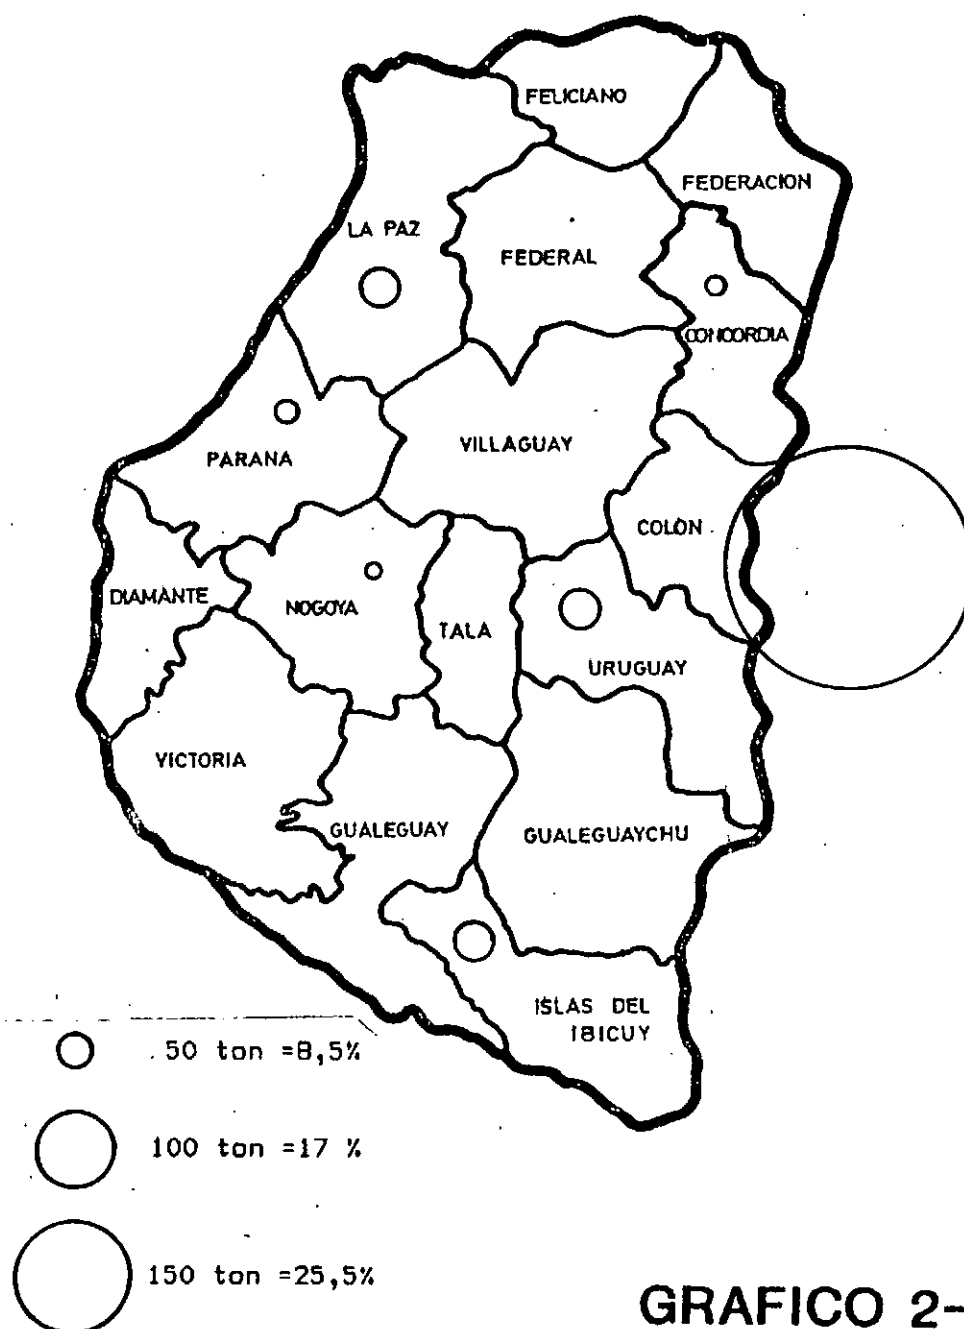 FELICIANO
FEDERACION
LA PAZ
FEDERAL
CONCORDIA
PARANA
VILLAGUAY
COLON
DIAMANTE
NOGOYA
TALA
URUGUAY
VICTORIA
GUALEGUAY
GUALEGUAYCHU
ISLAS DEL
IBICUY
50 ton =8,5%
100 ton =17 %
150 ton =25,5%
GRAFICO 2-